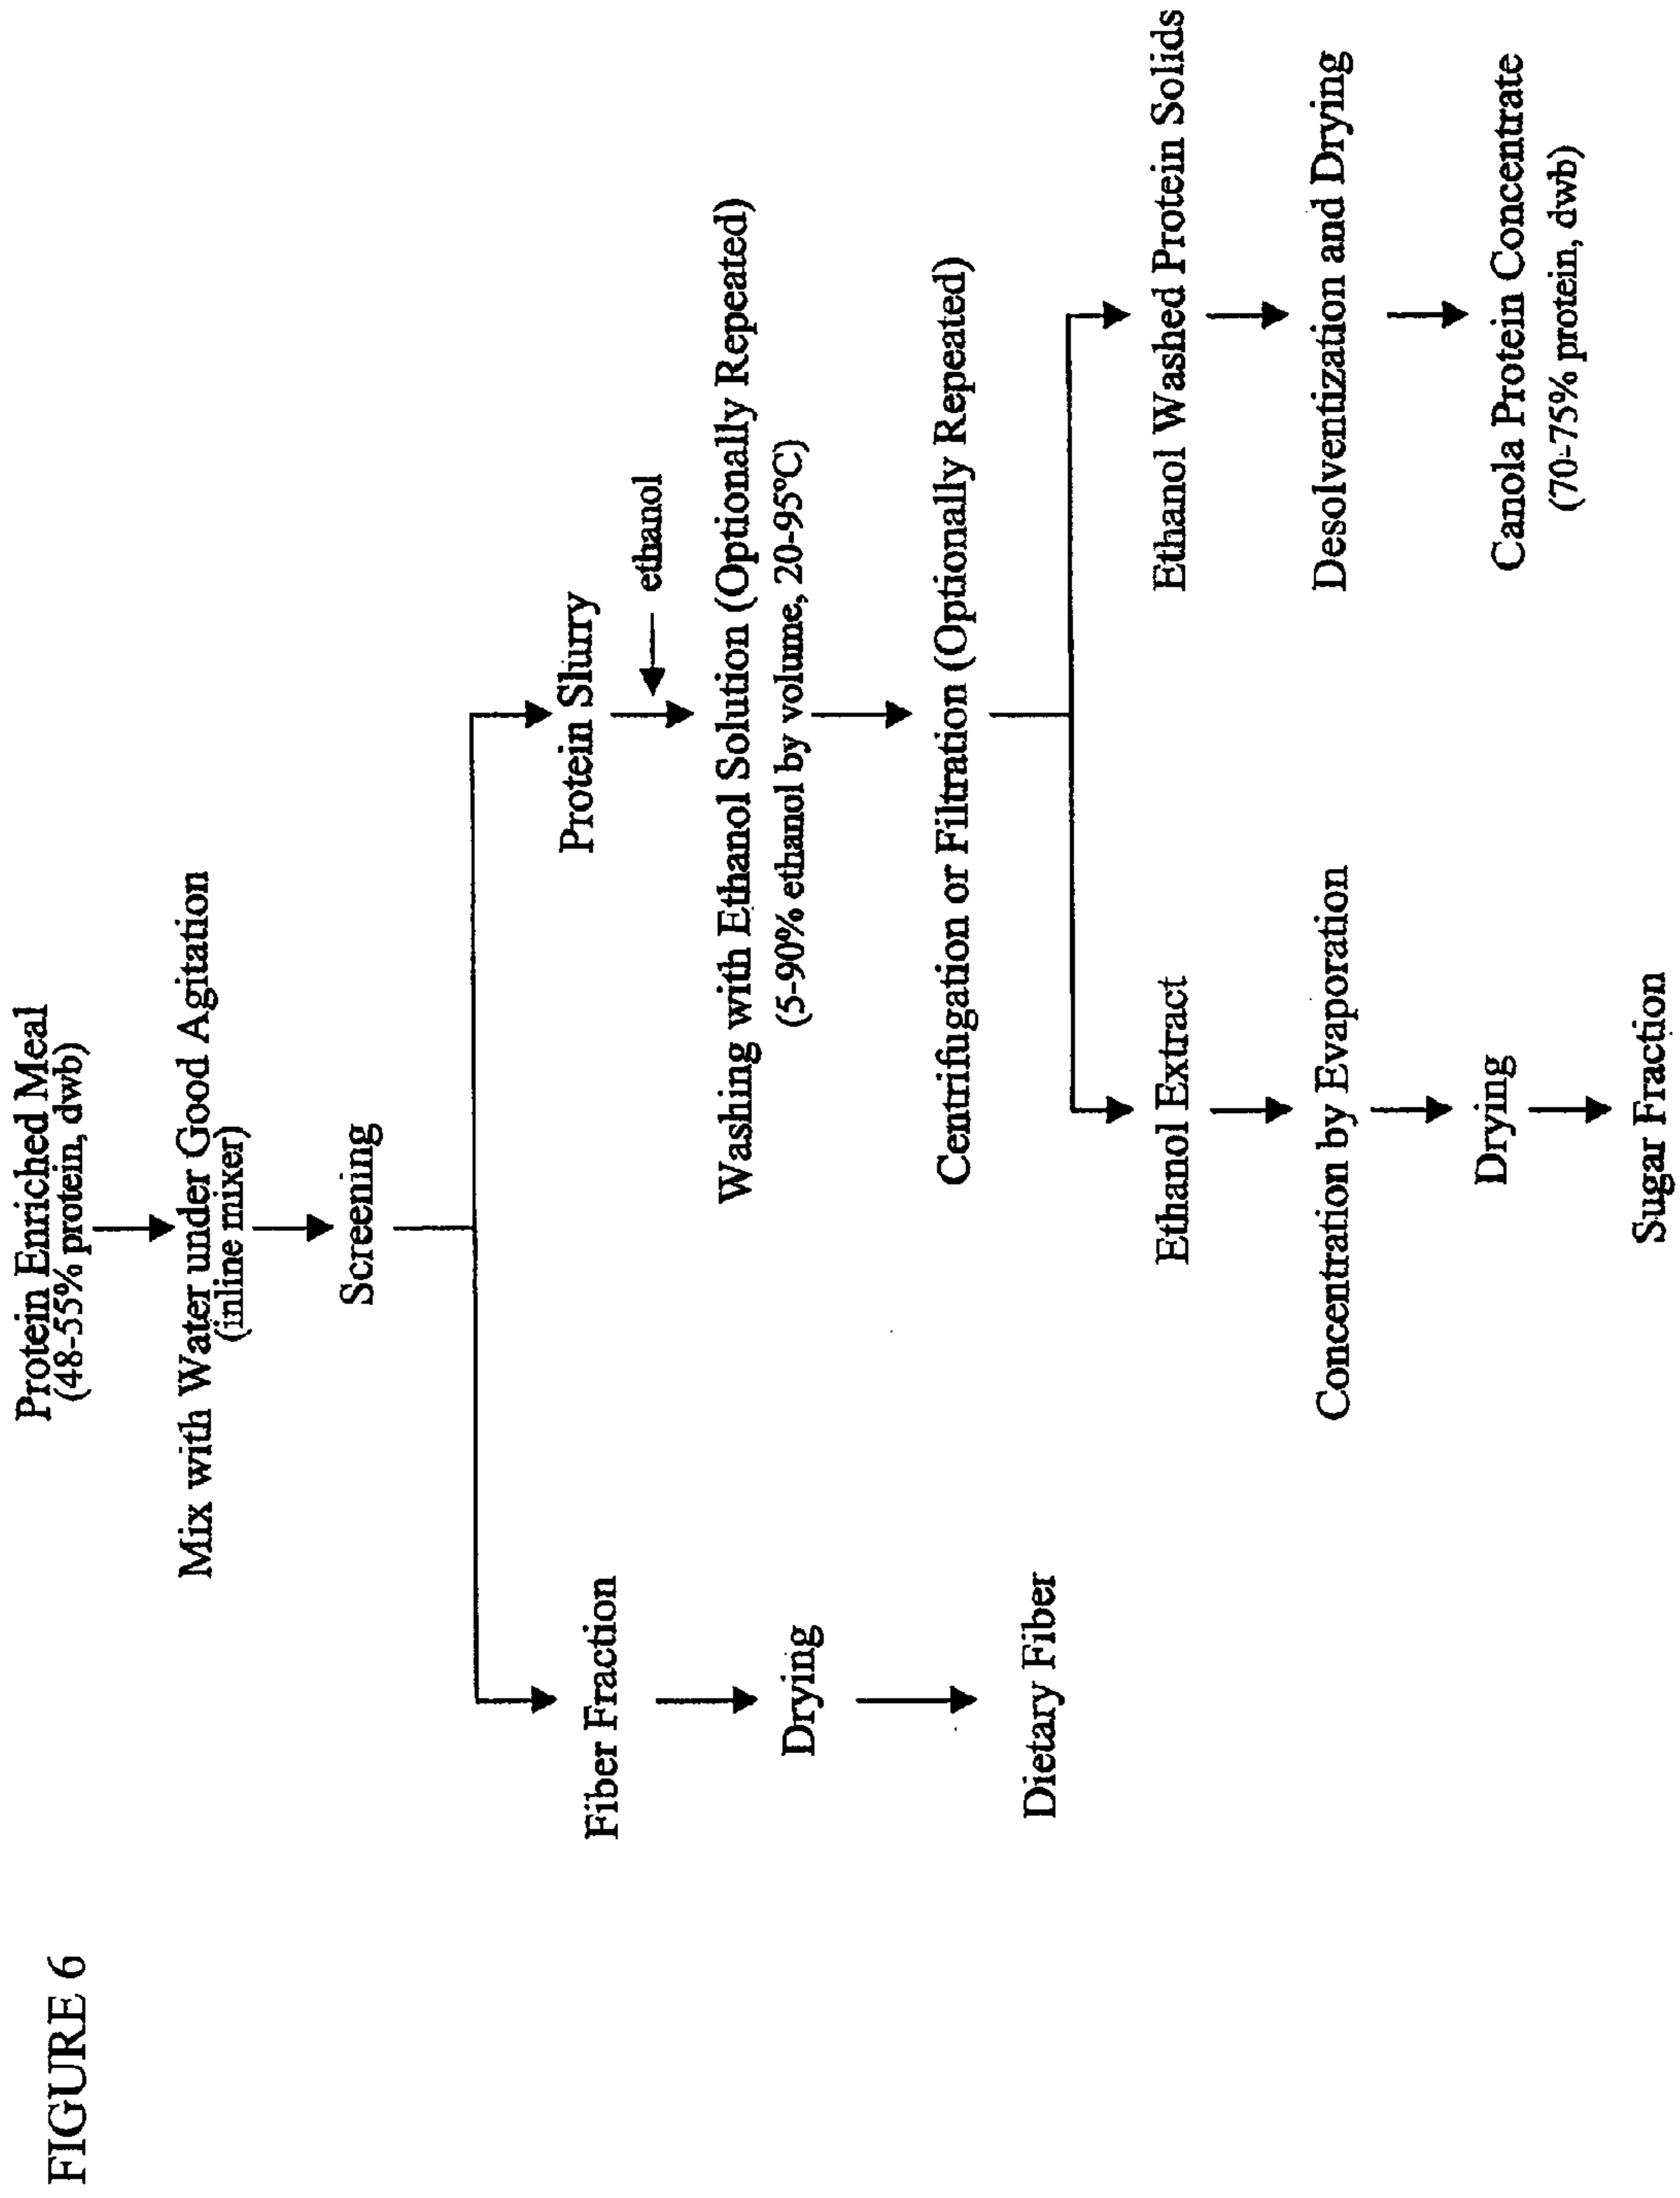 FIGURE 6
Protein Enriched Meal
(48-55% protein, dwb)
Mix with Water under Good Agitation
(inline mixer)
Screening
Fiber Fraction
Drying
Dietary Fiber
Protein Slurry
ethanol
Washing with Ethanol Solution (Optionally Repeated)
(5-90% ethanol by volume, 20-95°C)
Centrifugation or Filtration (Optionally Repeated)
Ethanol Extract
Concentration by Evaporation
Drying
Sugar Fraction
Ethanol Washed Protein Solids
Desolventization and Drying
Canola Protein Concentrate
(70-75% protein, dwb)